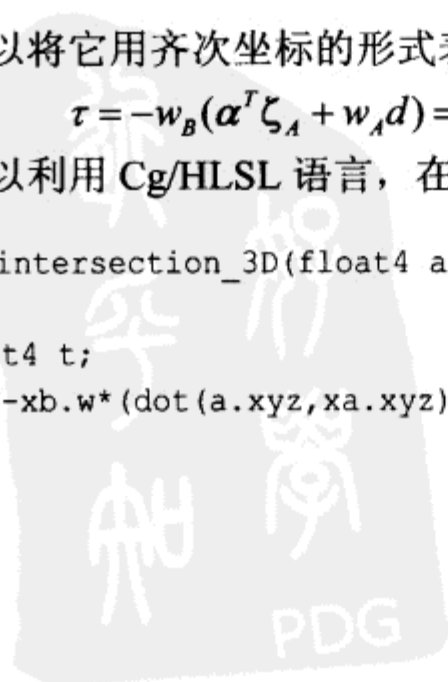 以将它用齐次坐标的形式表
τ = −w_B(α^T ζ_A + w_A d) =
以利用 Cg/HLSL 语言，在
intersection_3D(float4 a
t4 t;
-xb.w*(dot(a.xyz,xa.xyz)
PDG